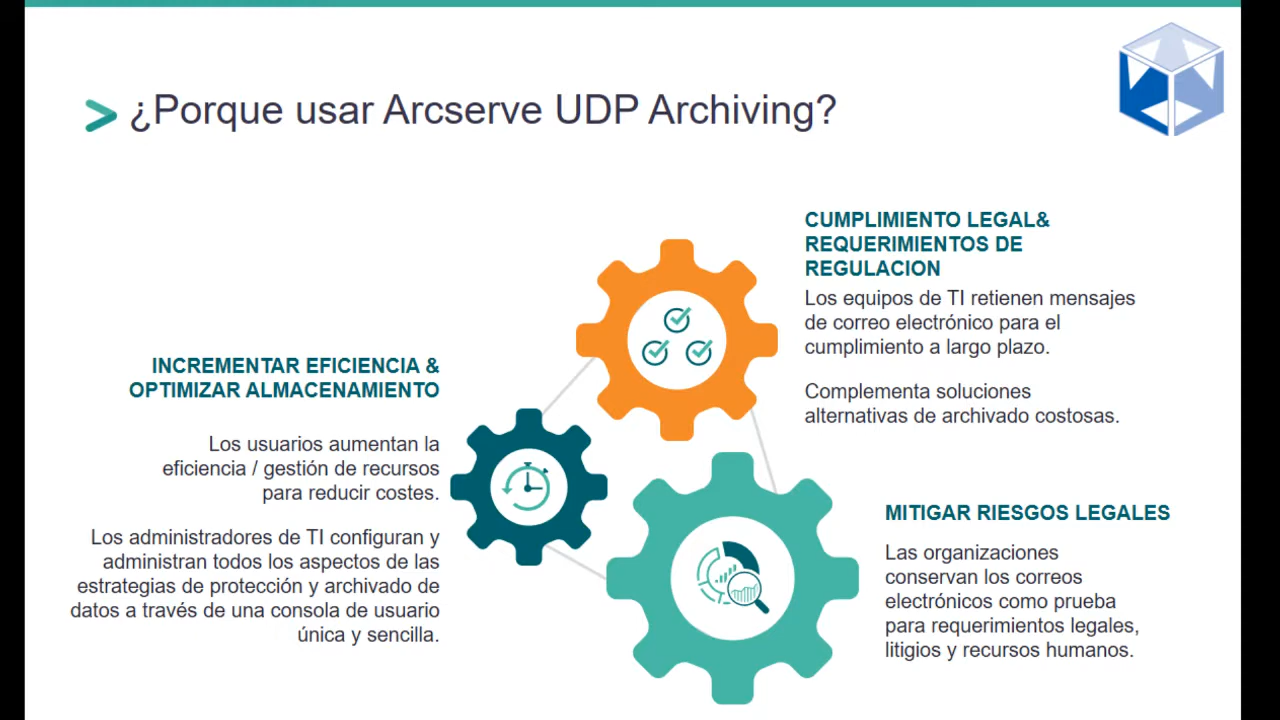 ¿Porque usar Arcserve UDP Archiving?
CUMPLIMIENTO LEGAL&
REQUERIMIENTOS DE
REGULACION
Los equipos de TI retienen mensajes
de correo electrónico para el
cumplimiento a largo plazo.
Complementa soluciones
alternativas de archivado costosas.
INCREMENTAR EFICIENCIA &
OPTIMIZAR ALMACENAMIENTO
Los usuarios aumentan la
eficiencia / gestión de recursos
para reducir costes.
Los administradores de TI configuran y
administran todos los aspectos de las
estrategias de protección y archivado de
datos a través de una consola de usuario
única y sencilla.
MITIGAR RIESGOS LEGALES
Las organizaciones
conservan los correos
electrónicos como prueba
para requerimientos legales,
litigios y recursos humanos.